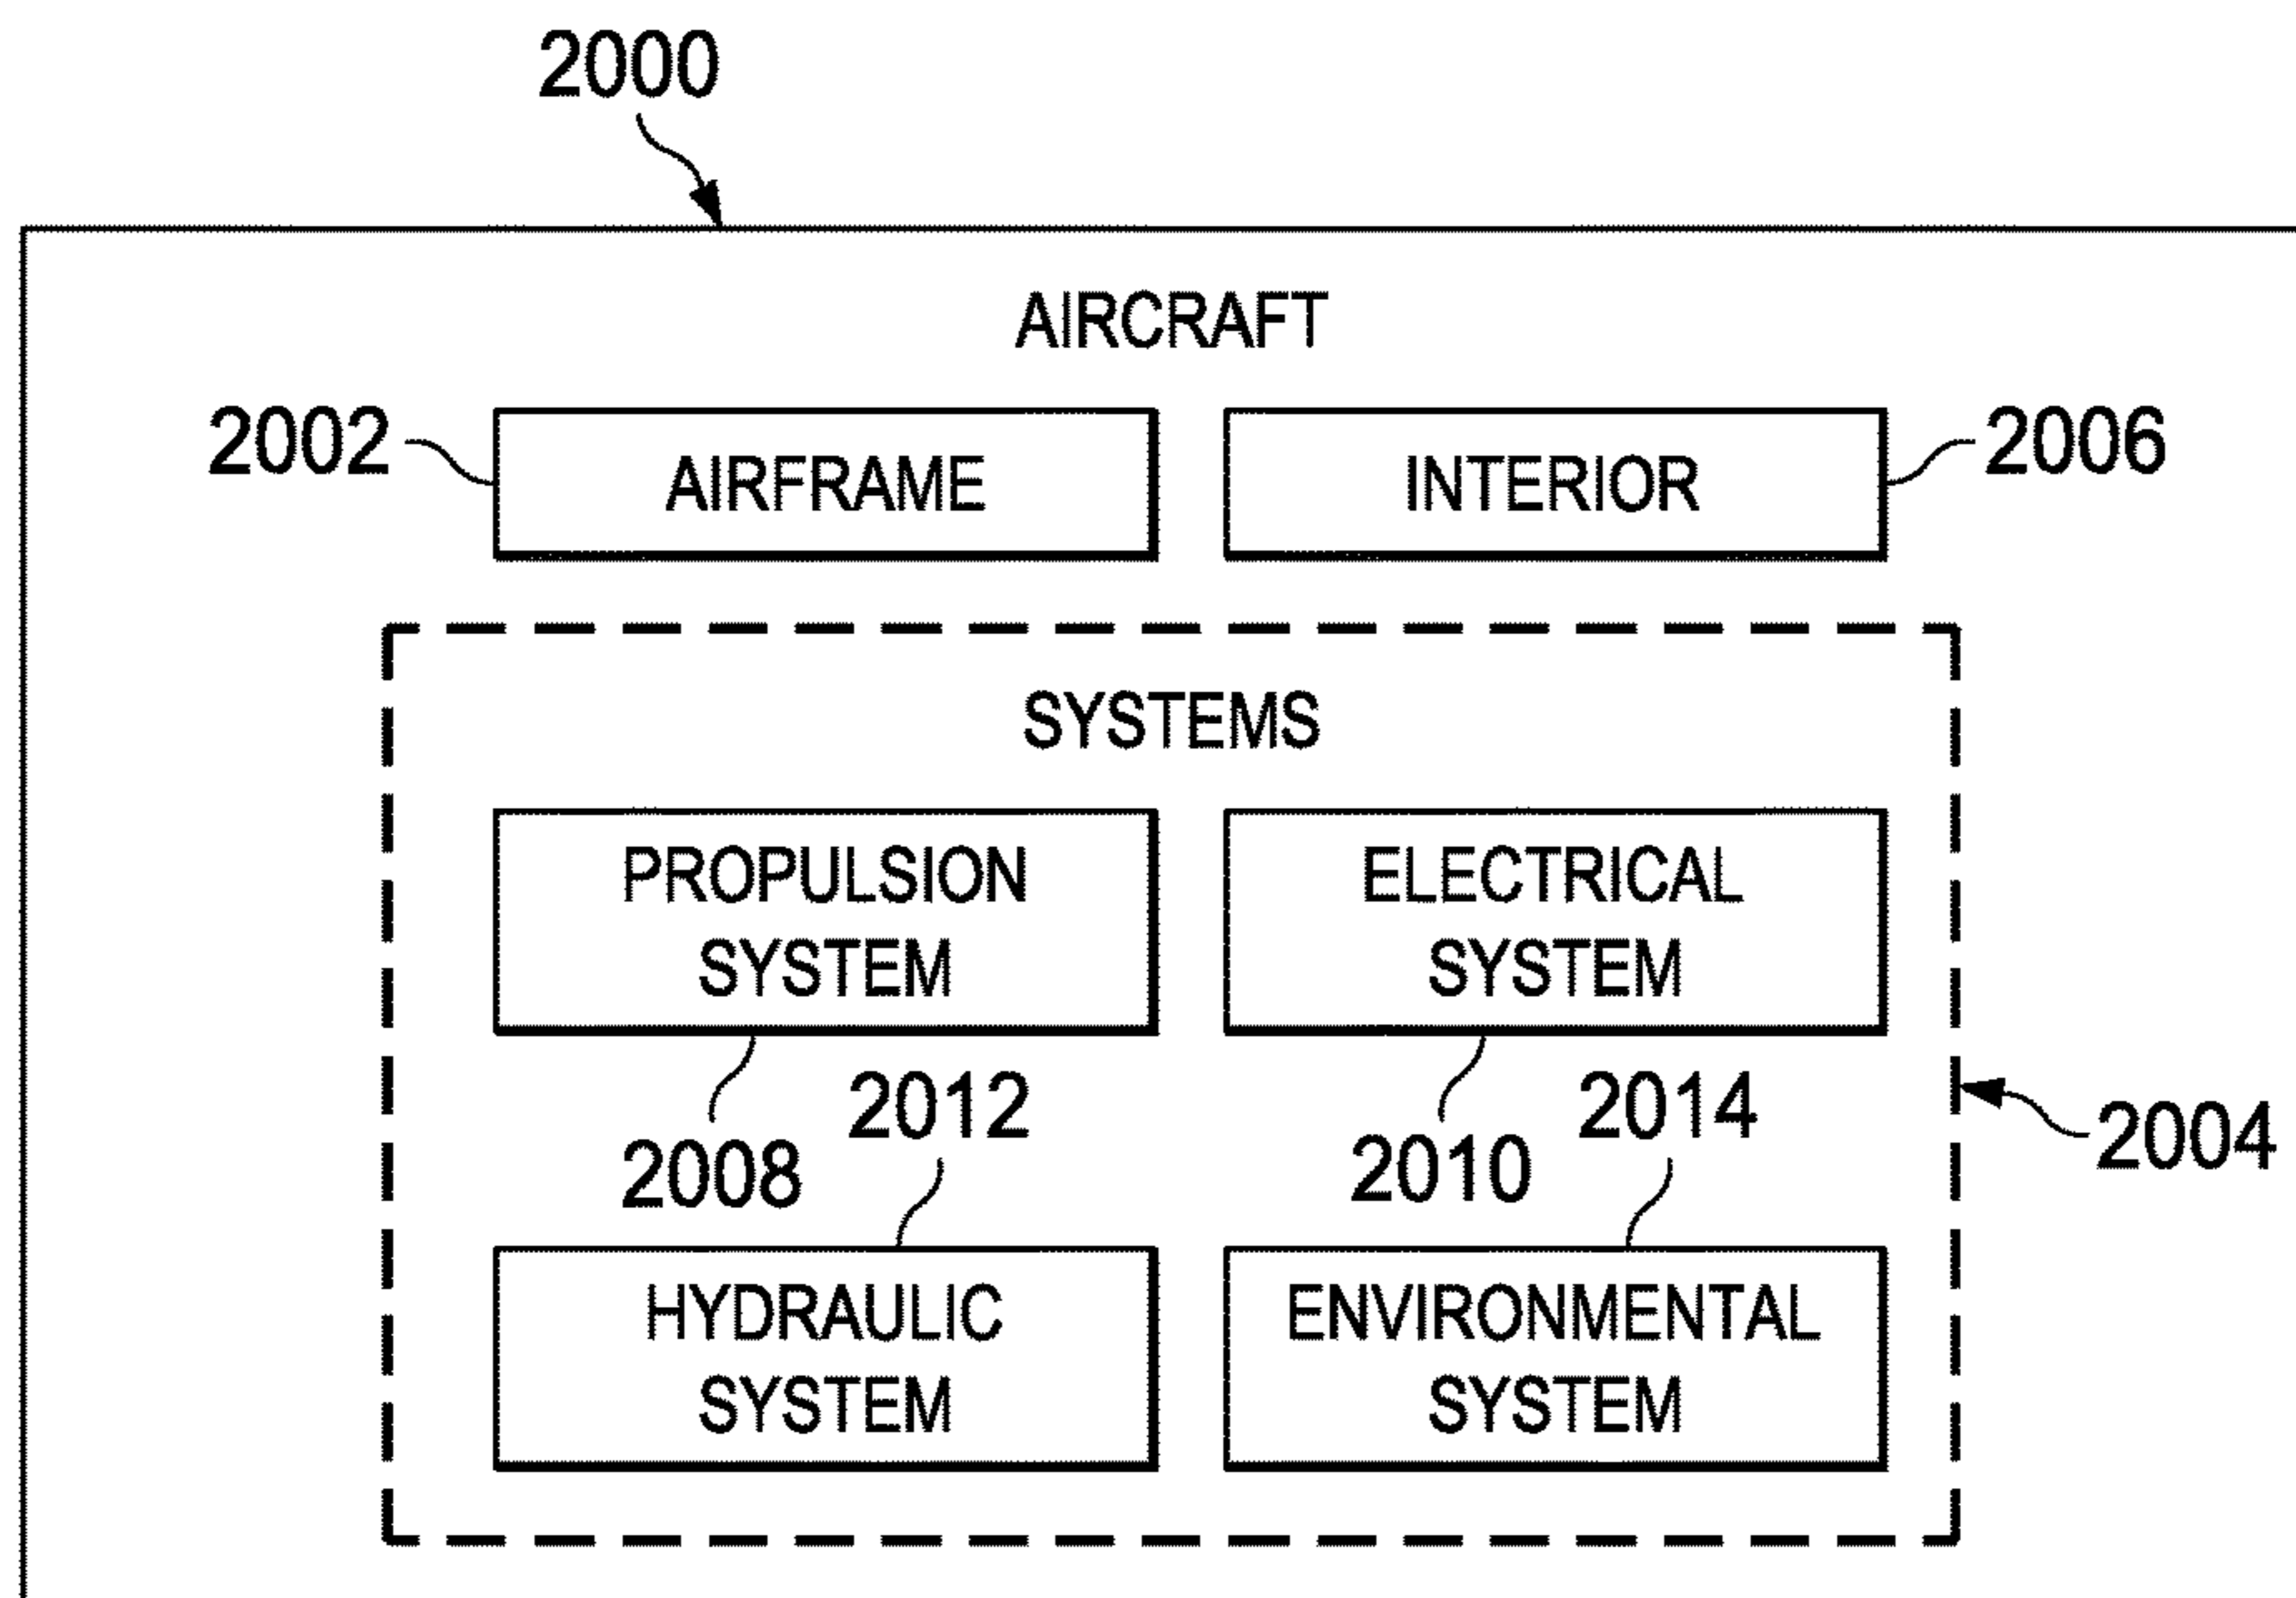 2000
AIRCRAFT
2002
AIRFRAME
INTERIOR
2006
SYSTEMS
PROPULSION
SYSTEM
ELECTRICAL
SYSTEM
2008
2012
2010
2014
2004
HYDRAULIC
SYSTEM
ENVIRONMENTAL
SYSTEM